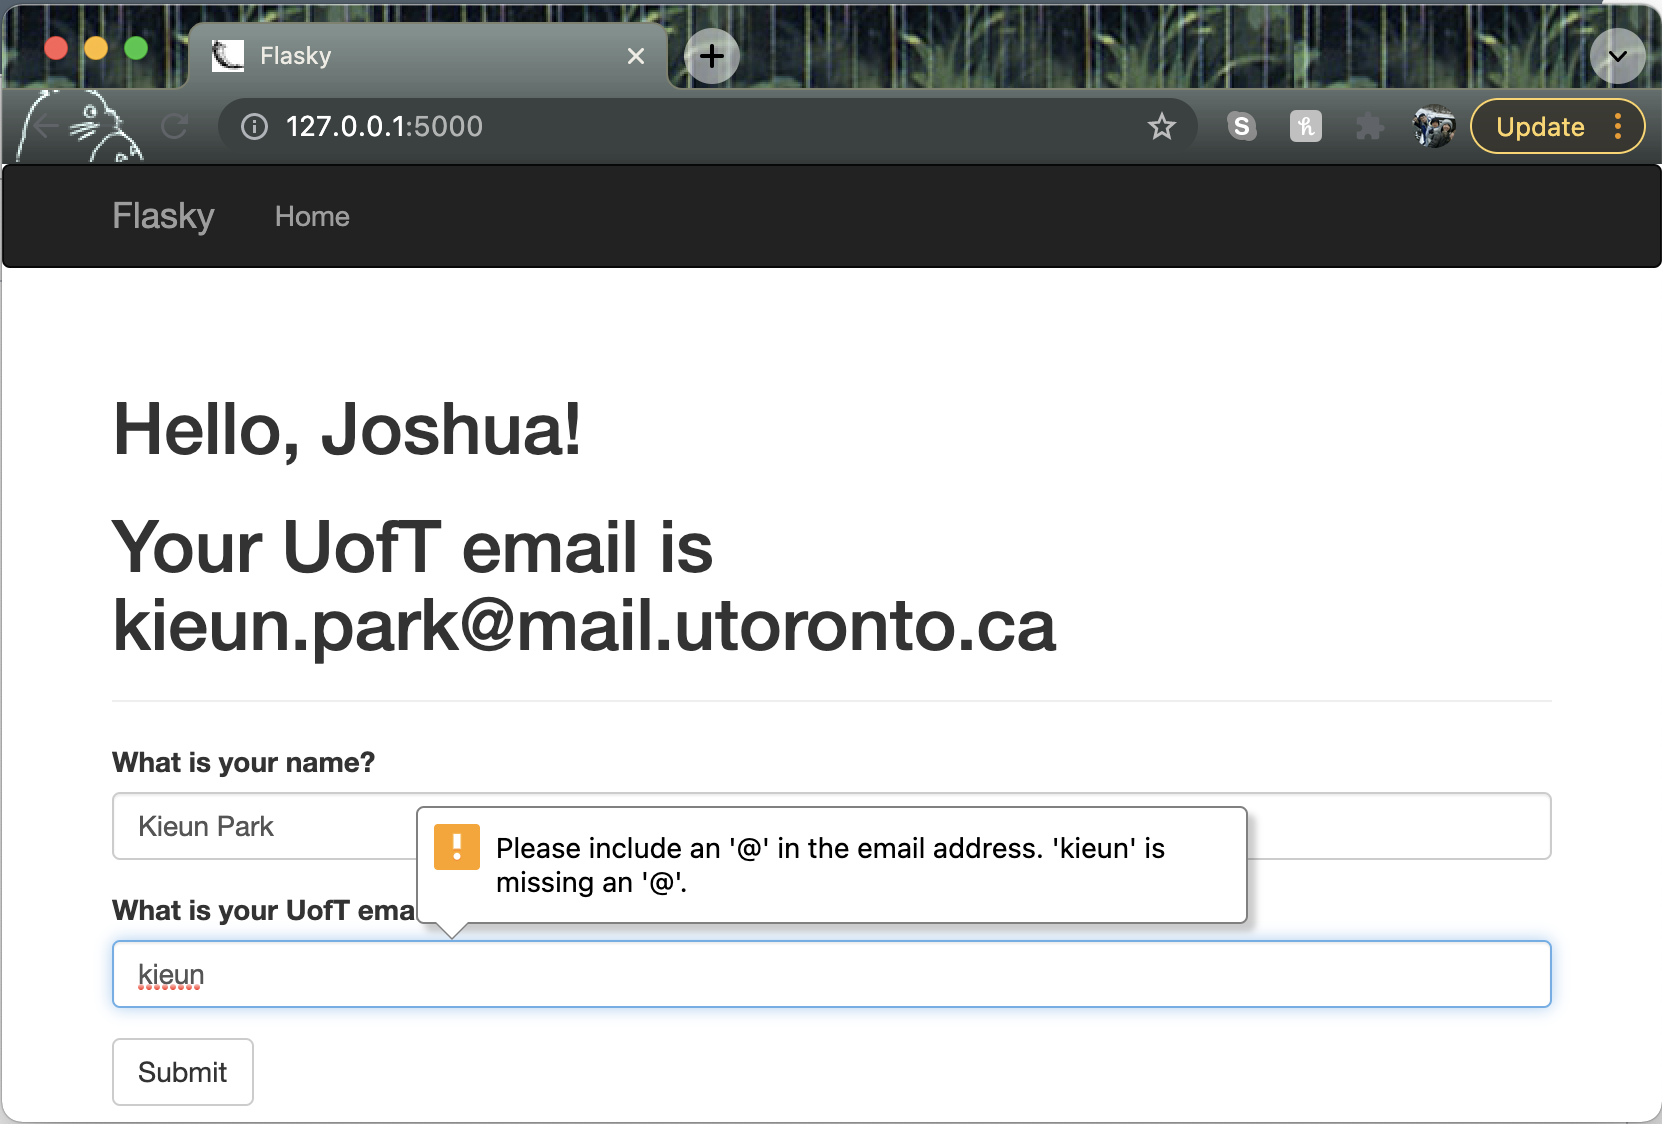 Flasky
127.0.0.1:5000
Update
Flasky Home
Hello, Joshua!
Your UofT email is
kieun.park@mail.utoronto.ca
What is your name?
Kieun Park
Please include an '@' in the email address. 'kieun' is
missing an '@'.
What is your UofT ema
kieun
Submit